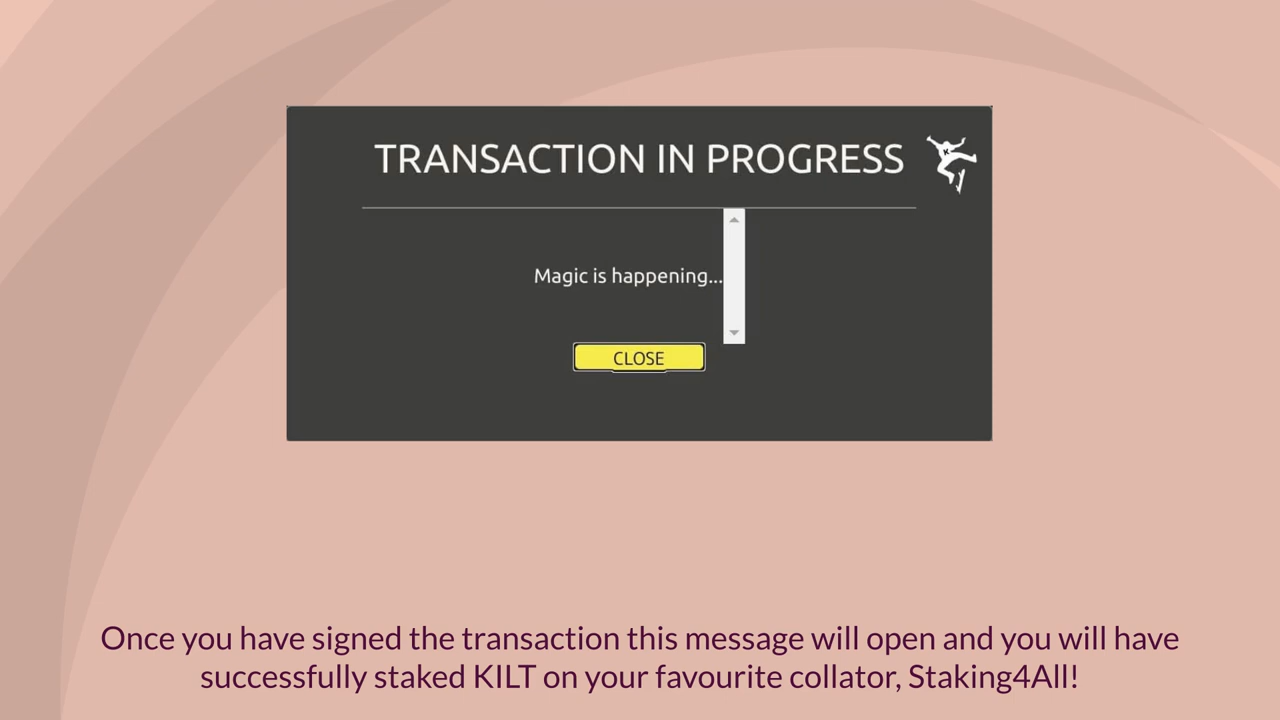 TRANSACTION IN PROGRESS
Magic is happening...
CLOSE
Once you have signed the transaction this message will open and you will have
successfully staked KILT on your favourite collator, Staking4All!